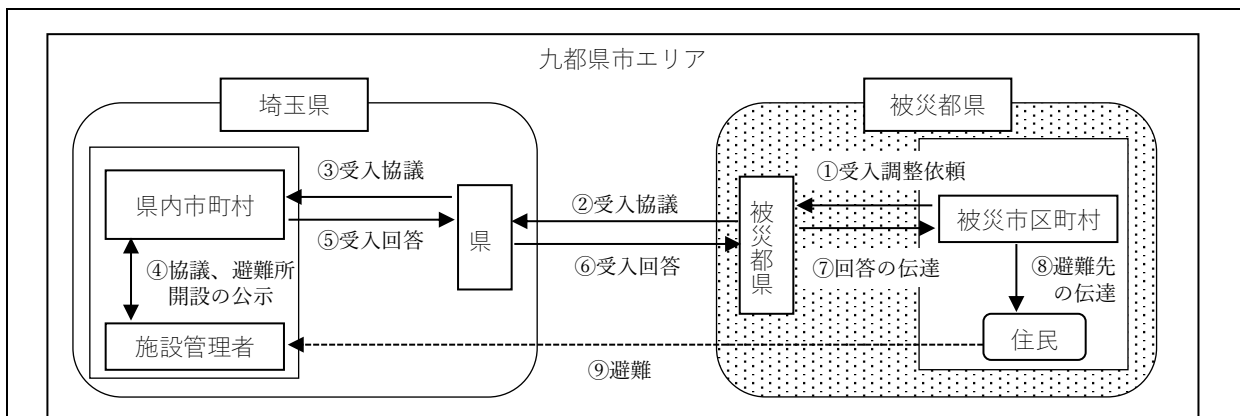 九都県市エリア
埼玉県
被災都県
③受入協議
①受入調整依頼
県内市町村
②受入協議
県
被災都県
被災市区町村
⑤受入回答
⑥受入回答
⑦回答の伝達
④協議、避難所
開設の公示
⑧避難先
の伝達
施設管理者
住民
⑨避難